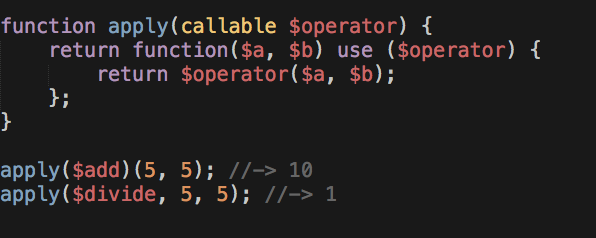 function apply(callable $operator) {
    return function($a, $b) use ($operator) {
        return $operator($a, $b);
    };
}
apply($add)(5, 5); //-> 10
apply($divide, 5, 5); //-> 1